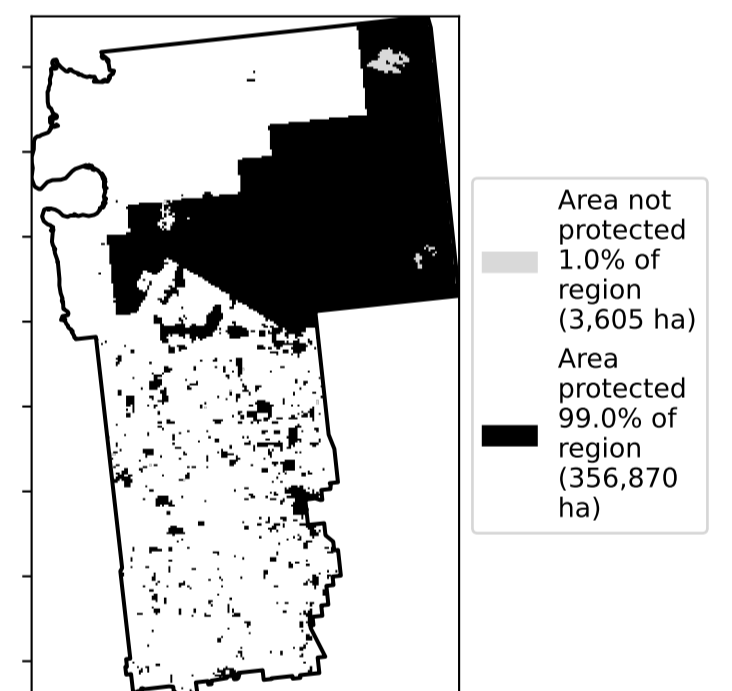 Area not
protected
1.0% of
region
(3,605 ha)
Area
protected
99.0% of
region
(356,870
ha)